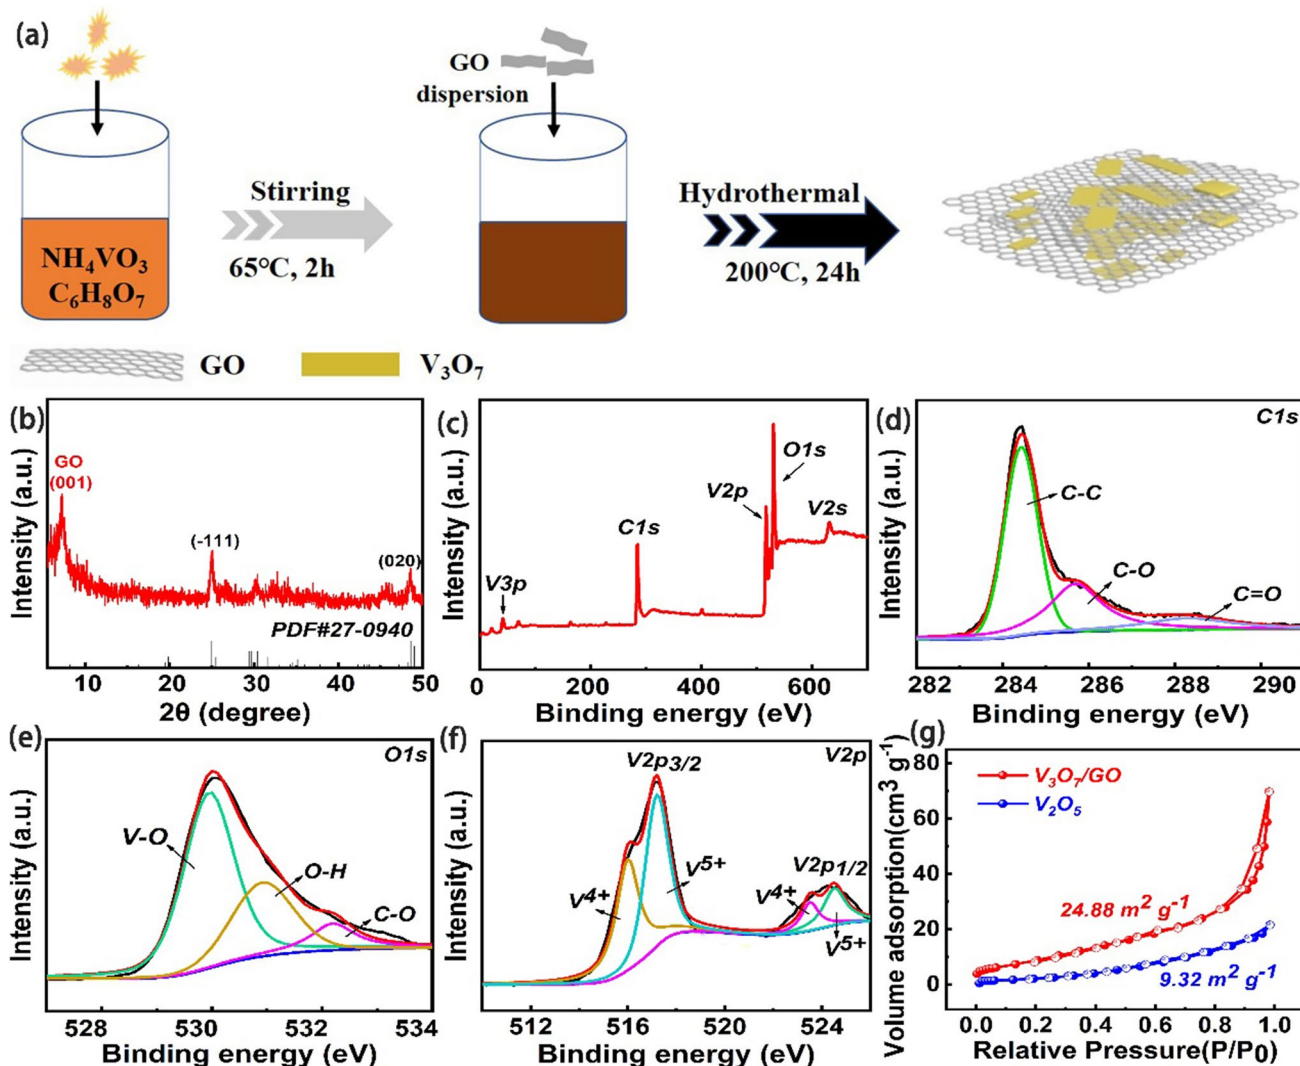 (a)
GO
dispersion
Stirring
Hydrothermal
NH₄VO₃
C₆H₈O₇
65°C, 2h
200°C, 24h
GO
V₃O₇
(b)
GO
(001)
(-111)
(020)
PDF#27-0940
Intensity (a.u.)
10 20 30 40 50
2θ (degree)
(c)
O1s
V2p
V2s
C1s
V3p
Intensity (a.u.)
0 200 400 600
Binding energy (eV)
(d)
C1s
C-C
C-O
C=O
Intensity (a.u.)
282 284 286 288 290
Binding energy (eV)
(e)
O1s
V-O
O-H
C-O
Intensity (a.u.)
528 530 532 534
Binding energy (eV)
(f)
V2p
V2p3/2
V2p1/2
V⁴⁺
V⁵⁺
V⁴⁺
V⁵⁺
Intensity (a.u.)
512 516 520 524
Binding energy (eV)
(g)
V₃O₇/GO
V₂O₅
24.88 m² g⁻¹
9.32 m² g⁻¹
Volume adsorption(cm³ g⁻¹)
80
60
40
20
0
0.0 0.2 0.4 0.6 0.8 1.0
Relative Pressure(P/P₀)